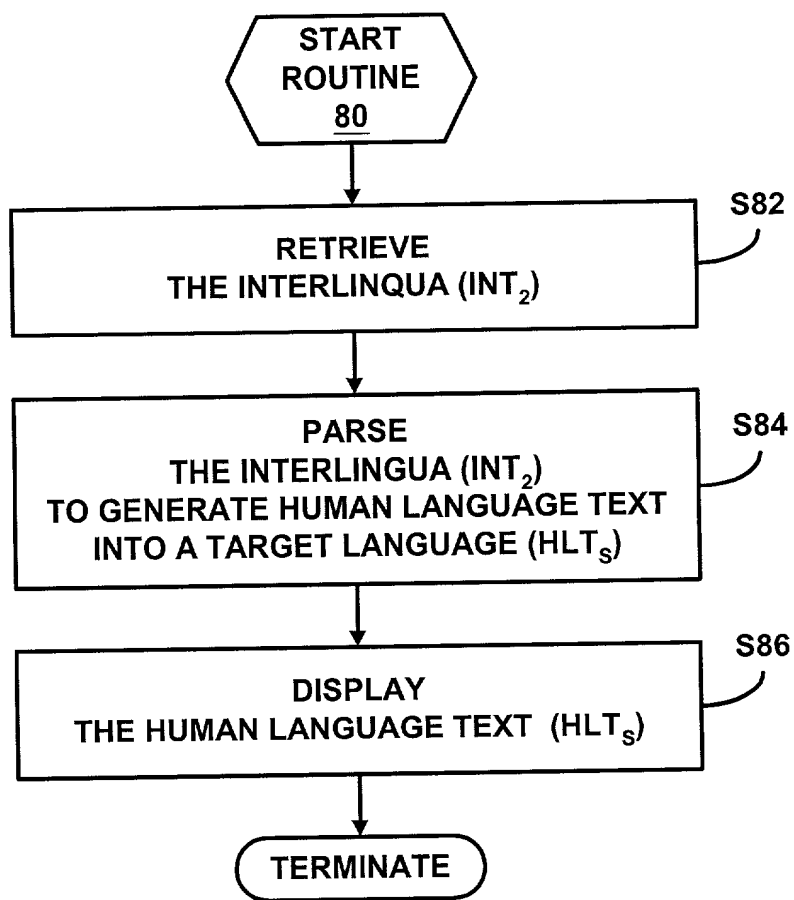 START
ROUTINE
80
S82
RETRIEVE
THE INTERLINQUA (INT₂)
S84
PARSE
THE INTERLINGUA (INT₂)
TO GENERATE HUMAN LANGUAGE TEXT
INTO A TARGET LANGUAGE (HLTₛ)
S86
DISPLAY
THE HUMAN LANGUAGE TEXT (HLTₛ)
TERMINATE